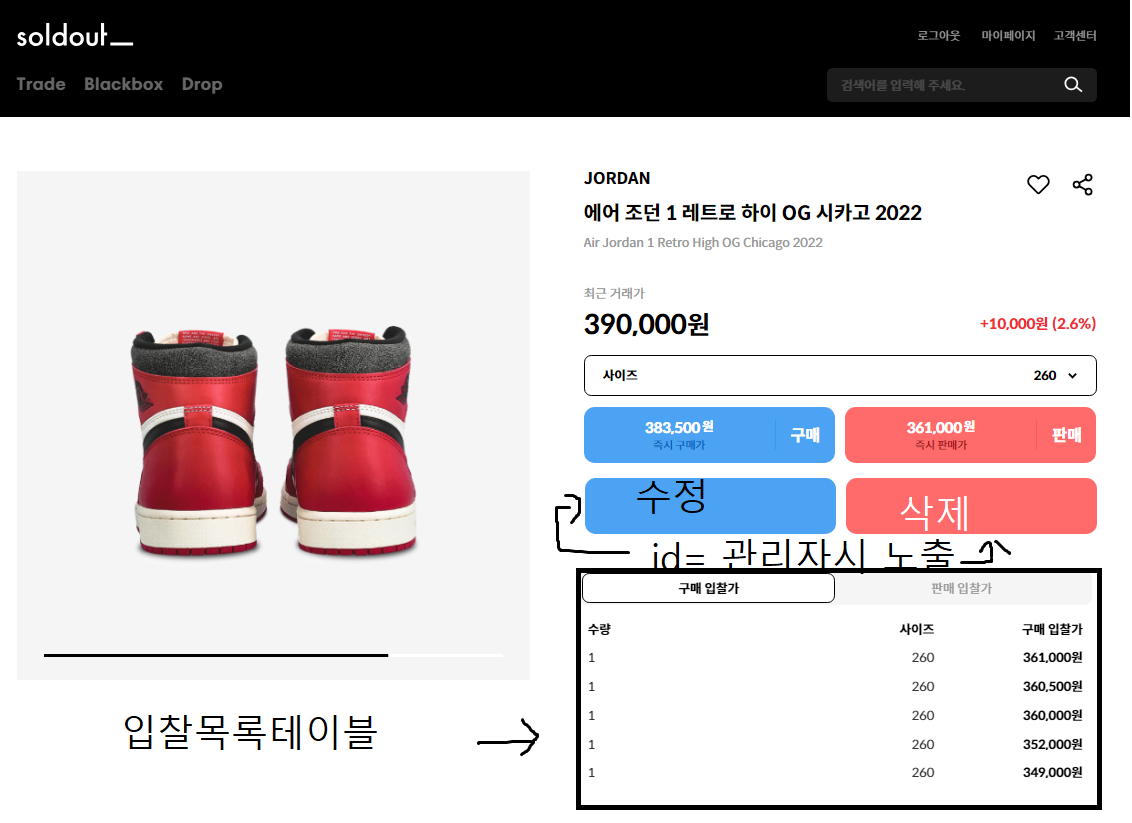 soldout_
로그아웃 마이페이지 고객센터
Trade Blackbox Drop
검색어를 입력해 주세요.
JORDAN
에어 조던 1 레트로 하이 OG 시카고 2022
Air Jordan 1 Retro High OG Chicago 2022
최근 거래가
390,000원 +10,000원 (2.6%)
사이즈 260
383,500원 즉시 구매가 구매
361,000원 즉시 판매가 판매
수정 삭제
id= 관리자시 노출
구매 입찰가 판매 입찰가
수량 사이즈 구매 입찰가
1 260 361,000원
1 260 360,500원
1 260 360,000원
1 260 352,000원
1 260 349,000원
입찰목록테이블